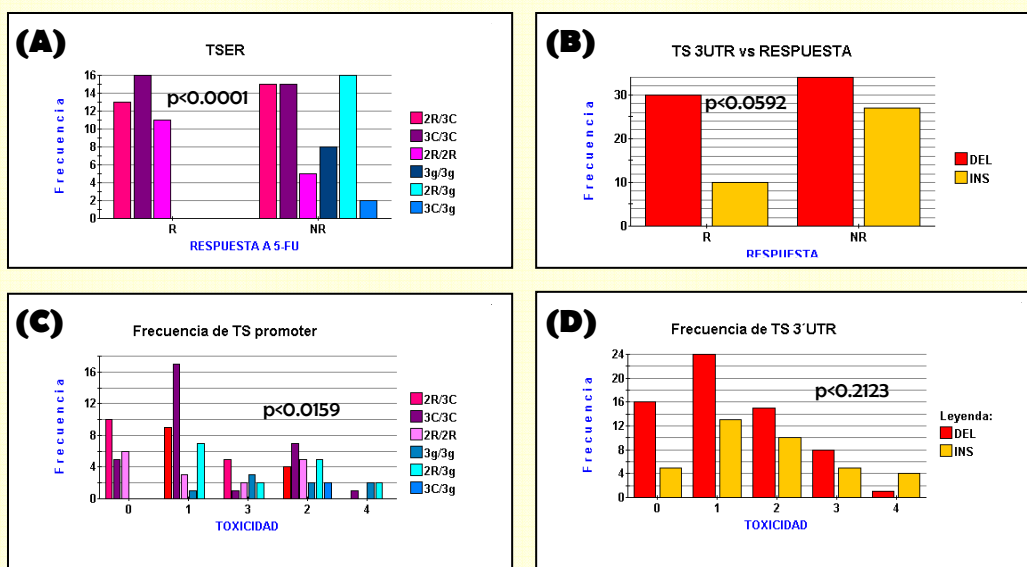 (A)
TSER
Frecuencia
16
14
12
10
8
6
4
2
0
p<0.0001
R
NR
RESPUESTA A 5-FU
2R/3C
3C/3C
2R/2R
3g/3g
2R/3g
3C/3g
(B)
TS 3UTR vs RESPUESTA
Frecuencia
30
20
10
0
p<0.0592
R
NR
RESPUESTA
DEL
INS
(C)
Frecuencia de TS promoter
Frecuencia
16
12
8
4
0
p<0.0159
0
1
3
2
4
TOXICIDAD
2R/3C
3C/3C
2R/2R
3g/3g
2R/3g
3C/3g
(D)
Frecuencia de TS 3´UTR
Frecuencia
24
20
16
12
8
4
0
p<0.2123
0
1
2
3
4
TOXICIDAD
Leyenda:
DEL
INS